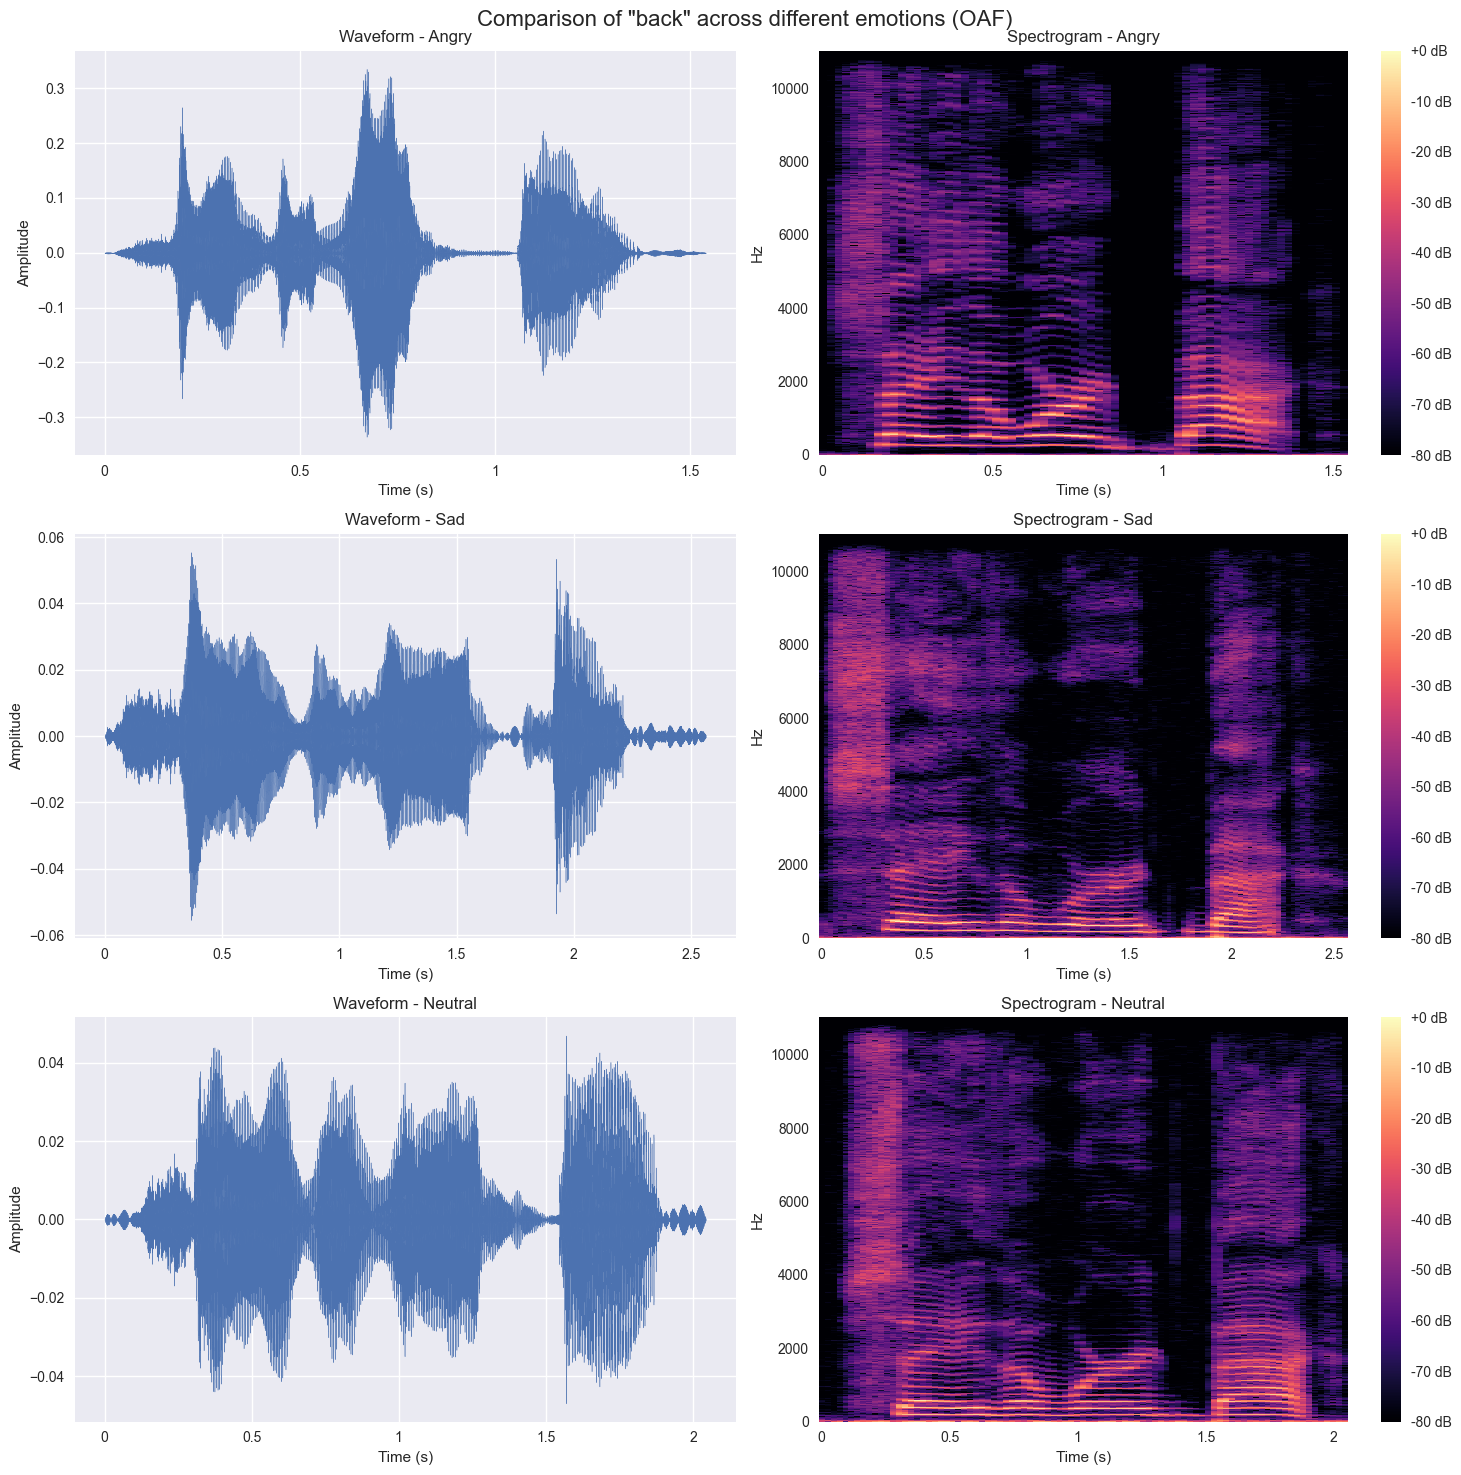 Comparison of "back" across different emotions (OAF)
Waveform - Angry
Amplitude
0.3
0.2
0.1
0.0
−0.1
−0.2
−0.3
0 0.5 1 1.5
Time (s)
Spectrogram - Angry
Hz
10000
8000
6000
4000
2000
0
0 0.5 1 1.5
Time (s)
+0 dB
-10 dB
-20 dB
-30 dB
-40 dB
-50 dB
-60 dB
-70 dB
-80 dB
Waveform - Sad
Amplitude
0.06
0.04
0.02
0.00
−0.02
−0.04
−0.06
0 0.5 1 1.5 2 2.5
Time (s)
Spectrogram - Sad
Hz
10000
8000
6000
4000
2000
0
0 0.5 1 1.5 2 2.5
Time (s)
+0 dB
-10 dB
-20 dB
-30 dB
-40 dB
-50 dB
-60 dB
-70 dB
-80 dB
Waveform - Neutral
Amplitude
0.04
0.02
0.00
−0.02
−0.04
0 0.5 1 1.5 2
Time (s)
Spectrogram - Neutral
Hz
10000
8000
6000
4000
2000
0
0 0.5 1 1.5 2
Time (s)
+0 dB
-10 dB
-20 dB
-30 dB
-40 dB
-50 dB
-60 dB
-70 dB
-80 dB